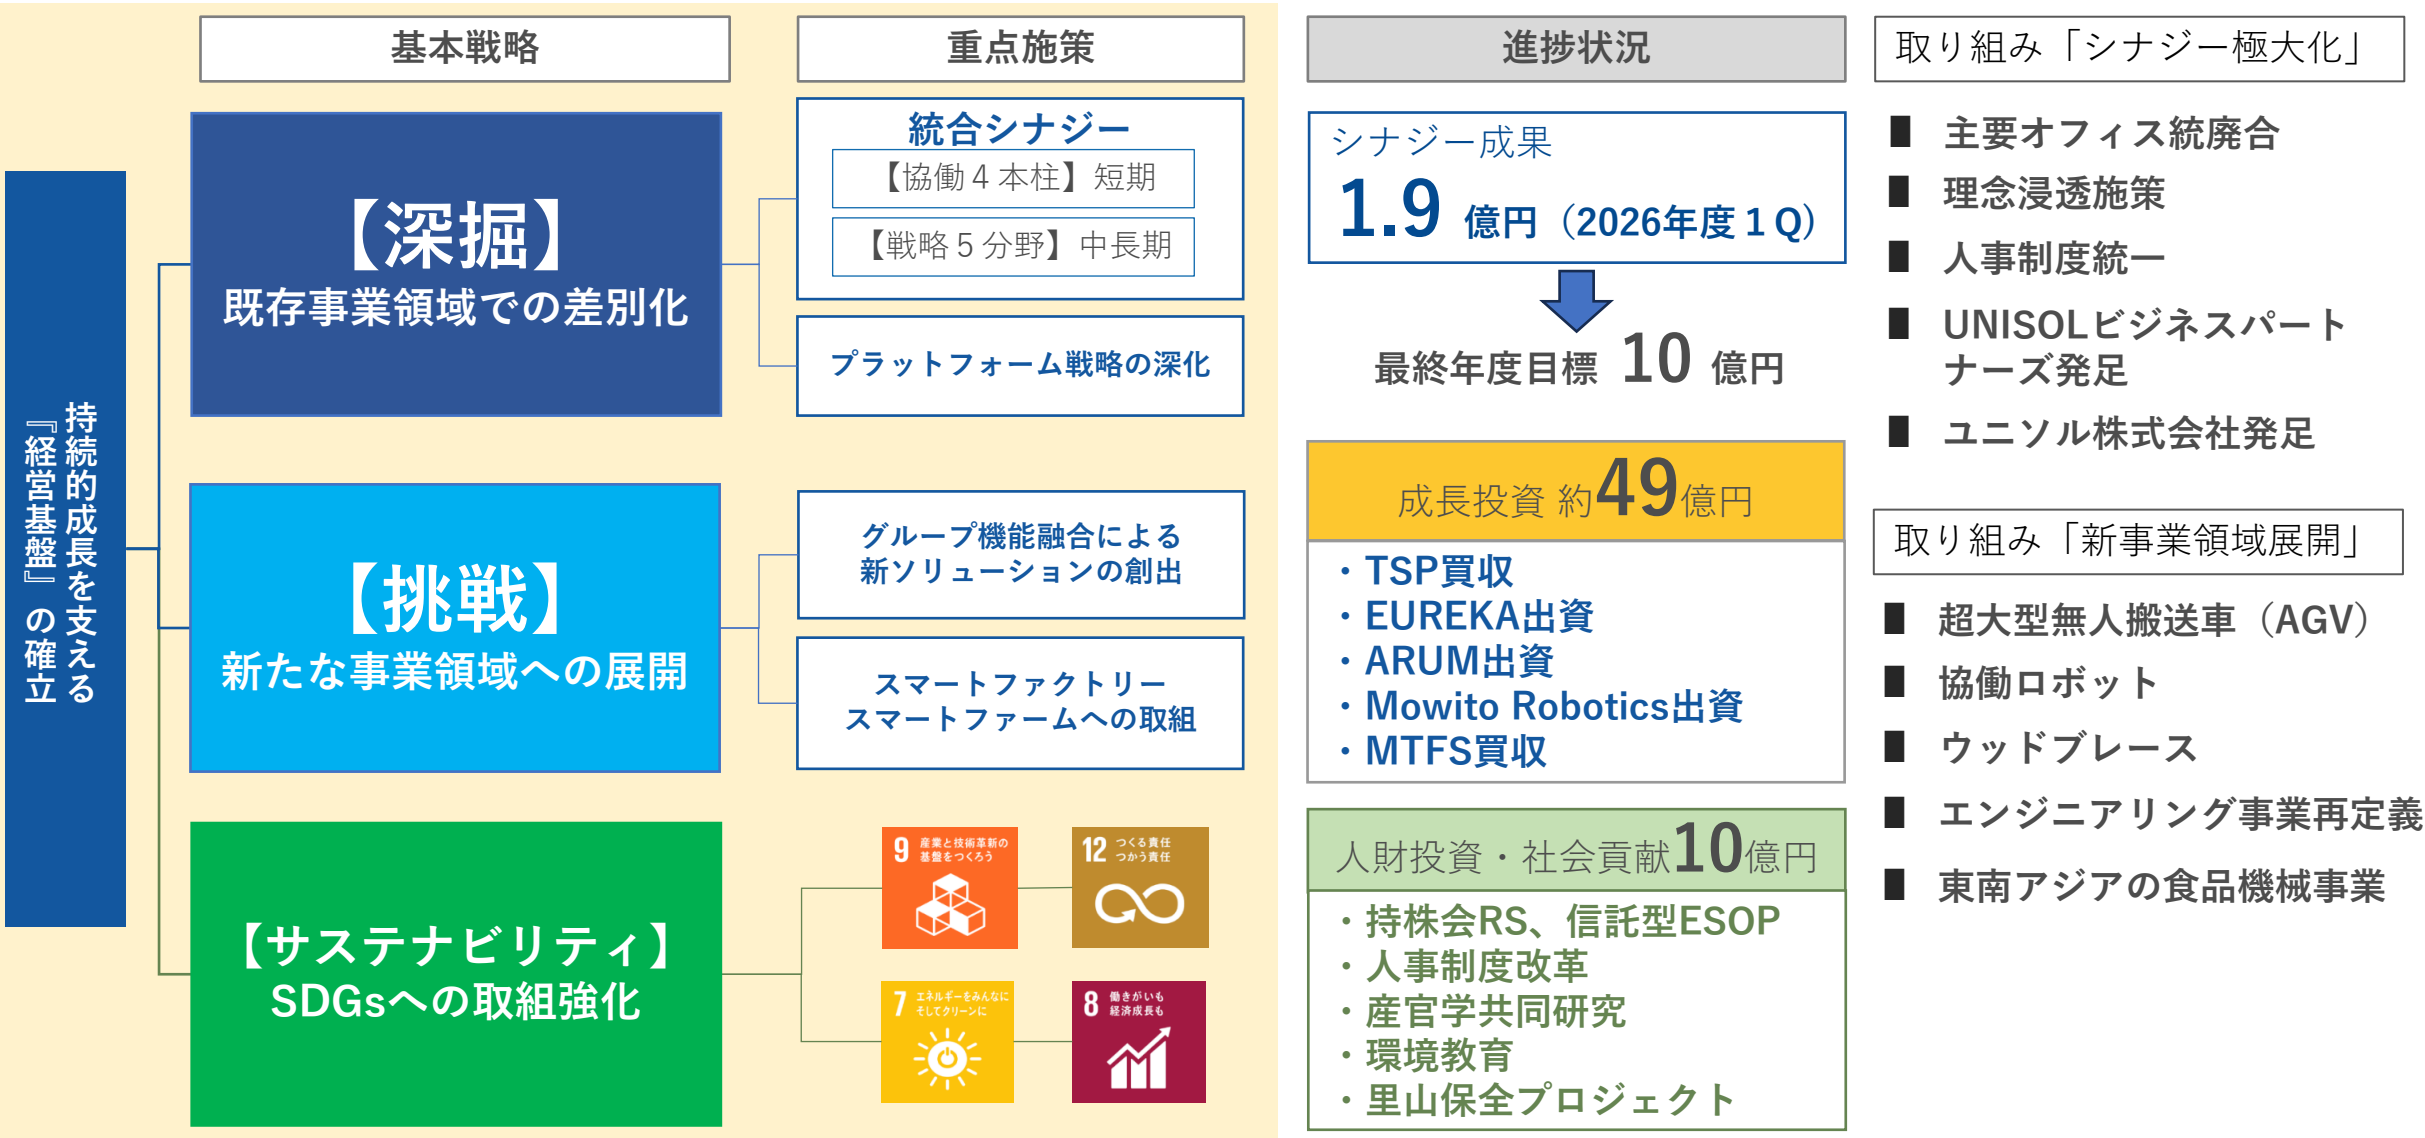 持続的成長を支える
『経営基盤』の確立
基本戦略
【深掘】
既存事業領域での差別化
【挑戦】
新たな事業領域への展開
【サステナビリティ】
SDGsへの取組強化
重点施策
統合シナジー
【協働４本柱】短期
【戦略５分野】中長期
プラットフォーム戦略の深化
グループ機能融合による
新ソリューションの創出
スマートファクトリー
スマートファームへの取組
9 産業と技術革新の
基盤をつくろう
12 つくる責任
つかう責任
7 エネルギーをみんなに
そしてクリーンに
8 働きがいも
経済成長も
進捗状況
シナジー成果
1.9 億円（2026年度１Q）
最終年度目標 10 億円
成長投資 約49億円
・TSP買収
・EUREKA出資
・ARUM出資
・Mowito Robotics出資
・MTFS買収
人財投資・社会貢献10億円
・持株会RS、信託型ESOP
・人事制度改革
・産官学共同研究
・環境教育
・里山保全プロジェクト
取り組み「シナジー極大化」
■ 主要オフィス統廃合
■ 理念浸透施策
■ 人事制度統一
■ UNISOLビジネスパート
ナーズ発足
■ ユニソル株式会社発足
取り組み「新事業領域展開」
■ 超大型無人搬送車（AGV）
■ 協働ロボット
■ ウッドブレース
■ エンジニアリング事業再定義
■ 東南アジアの食品機械事業